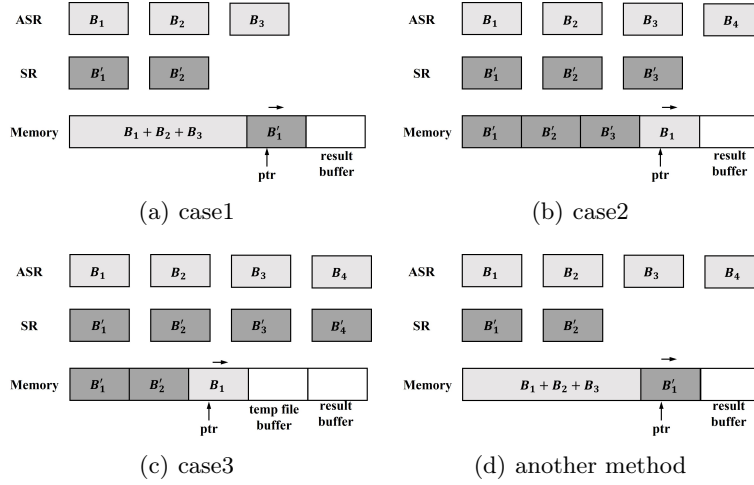 ASR B₁ B₂ B₃
SR B′₁ B′₂
Memory B₁ + B₂ + B₃ B′₁
ptr
result
buffer
(a) case1
ASR B₁ B₂ B₃ B₄
SR B′₁ B′₂ B′₃
Memory B′₁ B′₂ B′₃ B₁
ptr
result
buffer
(b) case2
ASR B₁ B₂ B₃ B₄
SR B′₁ B′₂ B′₃ B′₄
Memory B′₁ B′₂ B₁
ptr
temp file
buffer
result
buffer
(c) case3
ASR B₁ B₂ B₃ B₄
SR B′₁ B′₂
Memory B₁ + B₂ + B₃ B′₁
ptr
result
buffer
(d) another method